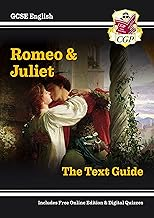 GCSE English
CGP
Romeo &
Juliet
The Text Guide
Includes Free Online Edition & Digital Quizzes